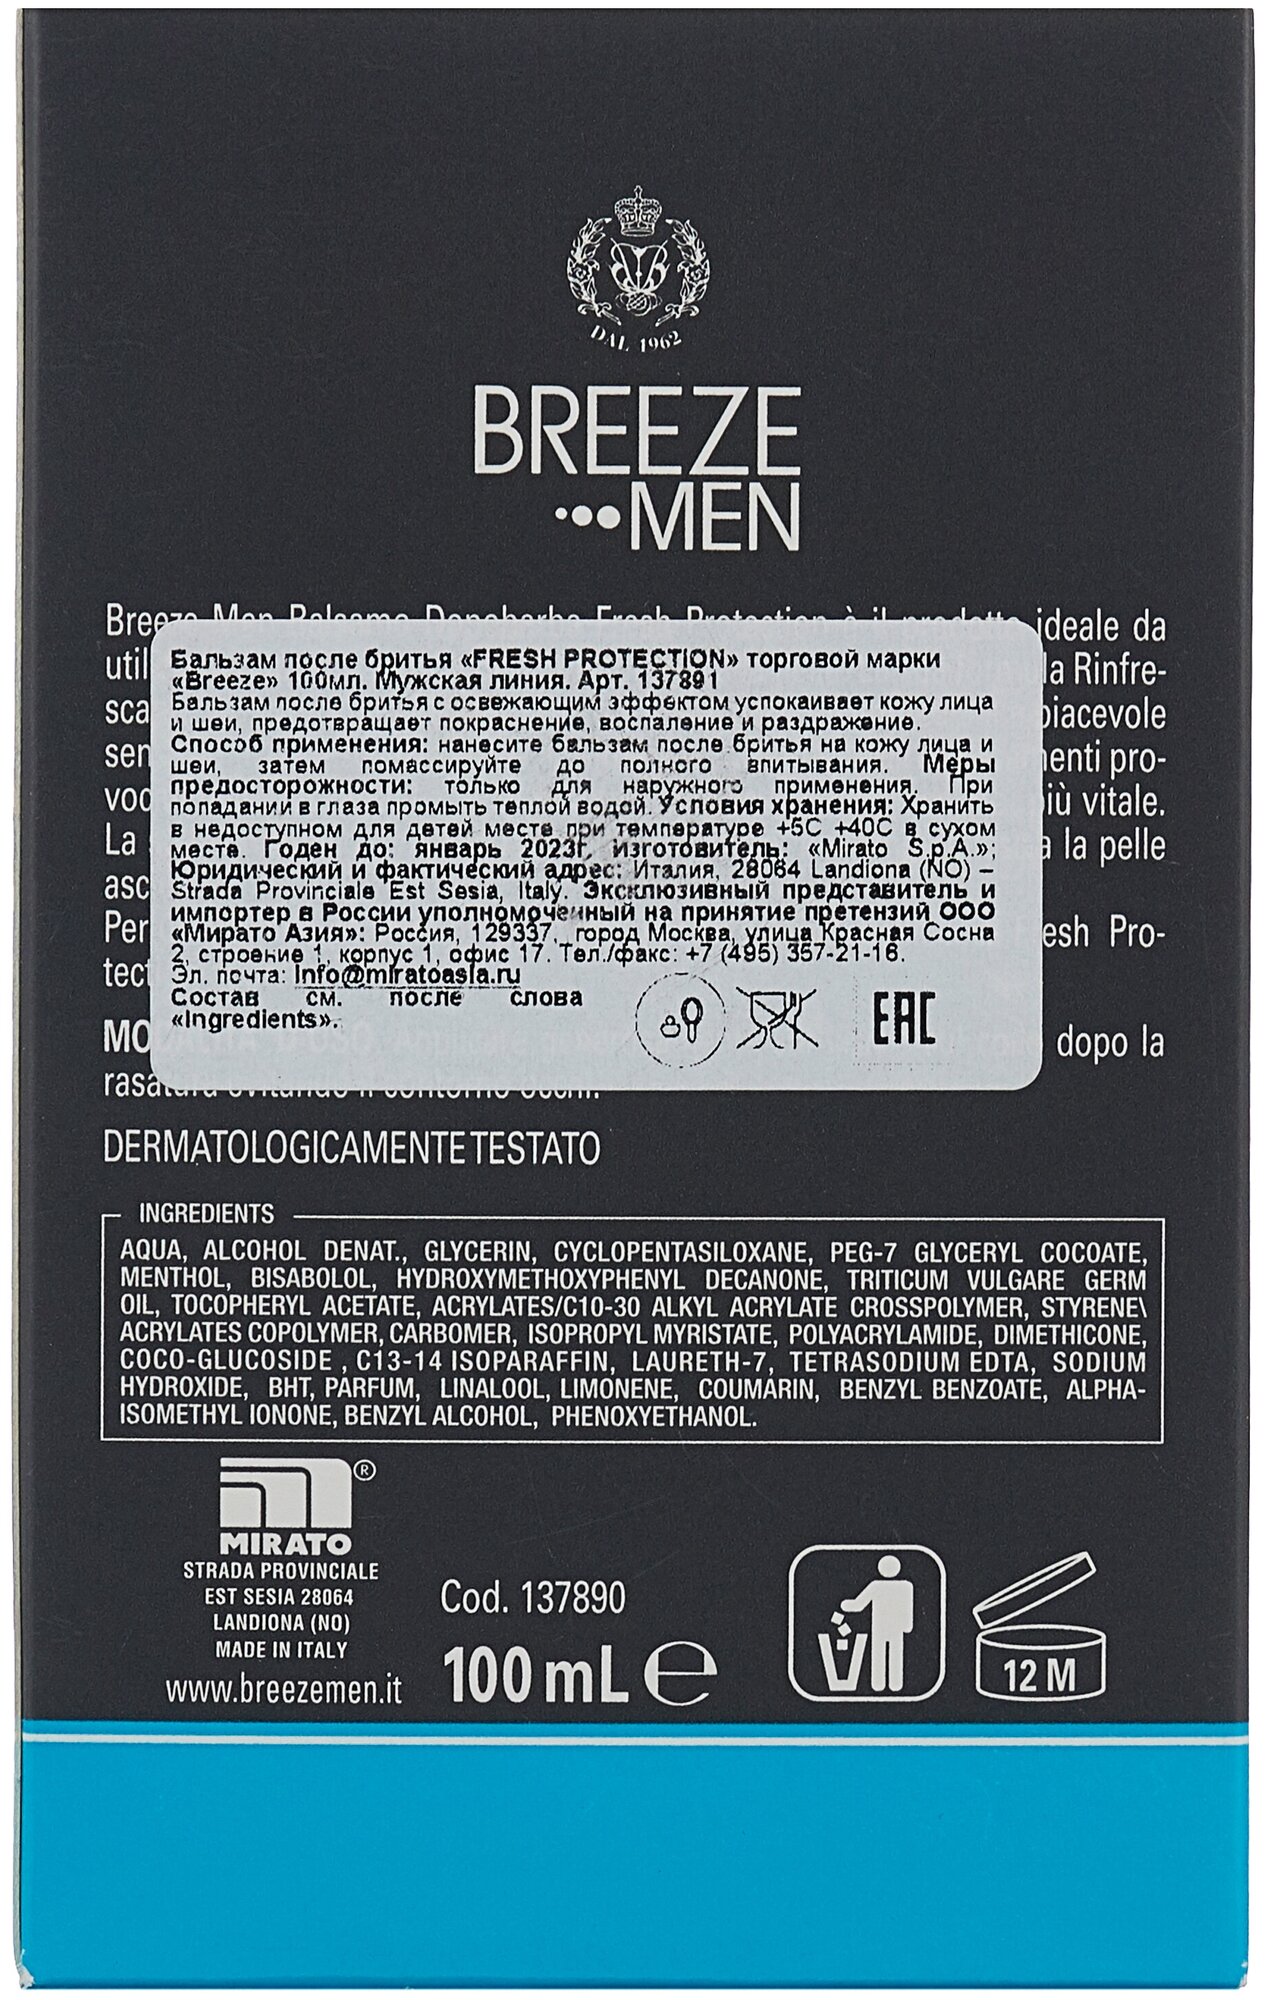 DAL 1962
BREEZE
MEN
ideale da
util
la Rinfre-
sca
piacevole
sen
menti pro-
voc
più vitale.
La
a la pelle
asc
Per
esh Pro-
tect
MO
dopo la
Бальзам после бритья «FRESH PROTECTION» торговой марки
«Breeze» 100мл. Мужская линия. Арт. 137891
Бальзам после бритья с освежающим эффектом успокаивает кожу лица
и шеи, предотвращает покраснение, воспаление и раздражение.
Способ применения: нанесите бальзам после бритья на кожу лица и
шеи, затем помассируйте до полного впитывания. Меры
предосторожности: только для наружного применения. При
попадании в глаза промыть теплой водой. Условия хранения: Хранить
в недоступном для детей месте при температуре +5С +40С в сухом
месте. Годен до: январь 2023г. Изготовитель: «Mirato S.p.A.»;
Юридический и фактический адрес: Италия, 28064 Landiona (NO) –
Strada Provinciale Est Sesia, Italy. Эксклюзивный представитель и
импортер в России уполномоченный на принятие претензий ООО
«Мирато Азия»: Россия, 129337, город Москва, улица Красная Сосна
2, строение 1, корпус 1, офис 17. Тел./факс: +7 (495) 357-21-16.
Эл. почта: Info@miratoasia.ru
Состав см. после слова
«Ingredients».
EAC
DERMATOLOGICAMENTE TESTATO
INGREDIENTS
AQUA, ALCOHOL DENAT., GLYCERIN, CYCLOPENTASILOXANE, PEG-7 GLYCERYL COCOATE,
MENTHOL, BISABOLOL, HYDROXYMETHOXYPHENYL DECANONE, TRITICUM VULGARE GERM
OIL, TOCOPHERYL ACETATE, ACRYLATES/C10-30 ALKYL ACRYLATE CROSSPOLYMER, STYRENE\
ACRYLATES COPOLYMER, CARBOMER, ISOPROPYL MYRISTATE, POLYACRYLAMIDE, DIMETHICONE,
COCO-GLUCOSIDE , C13-14 ISOPARAFFIN, LAURETH-7, TETRASODIUM EDTA, SODIUM
HYDROXIDE, BHT, PARFUM, LINALOOL, LIMONENE, COUMARIN, BENZYL BENZOATE, ALPHA-
ISOMETHYL IONONE, BENZYL ALCOHOL, PHENOXYETHANOL.
MIRATO ®
STRADA PROVINCIALE
EST SESIA 28064
LANDIONA (NO)
MADE IN ITALY
www.breezemen.it
Cod. 137890
100 mL e
12 M